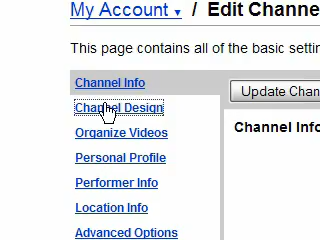 My Account ▾ / Edit Channe
This page contains all of the basic settin
Channel Info
Update Chan
Channel Design
Channel Info
Organize Videos
Personal Profile
Performer Info
Location Info
Advanced Options